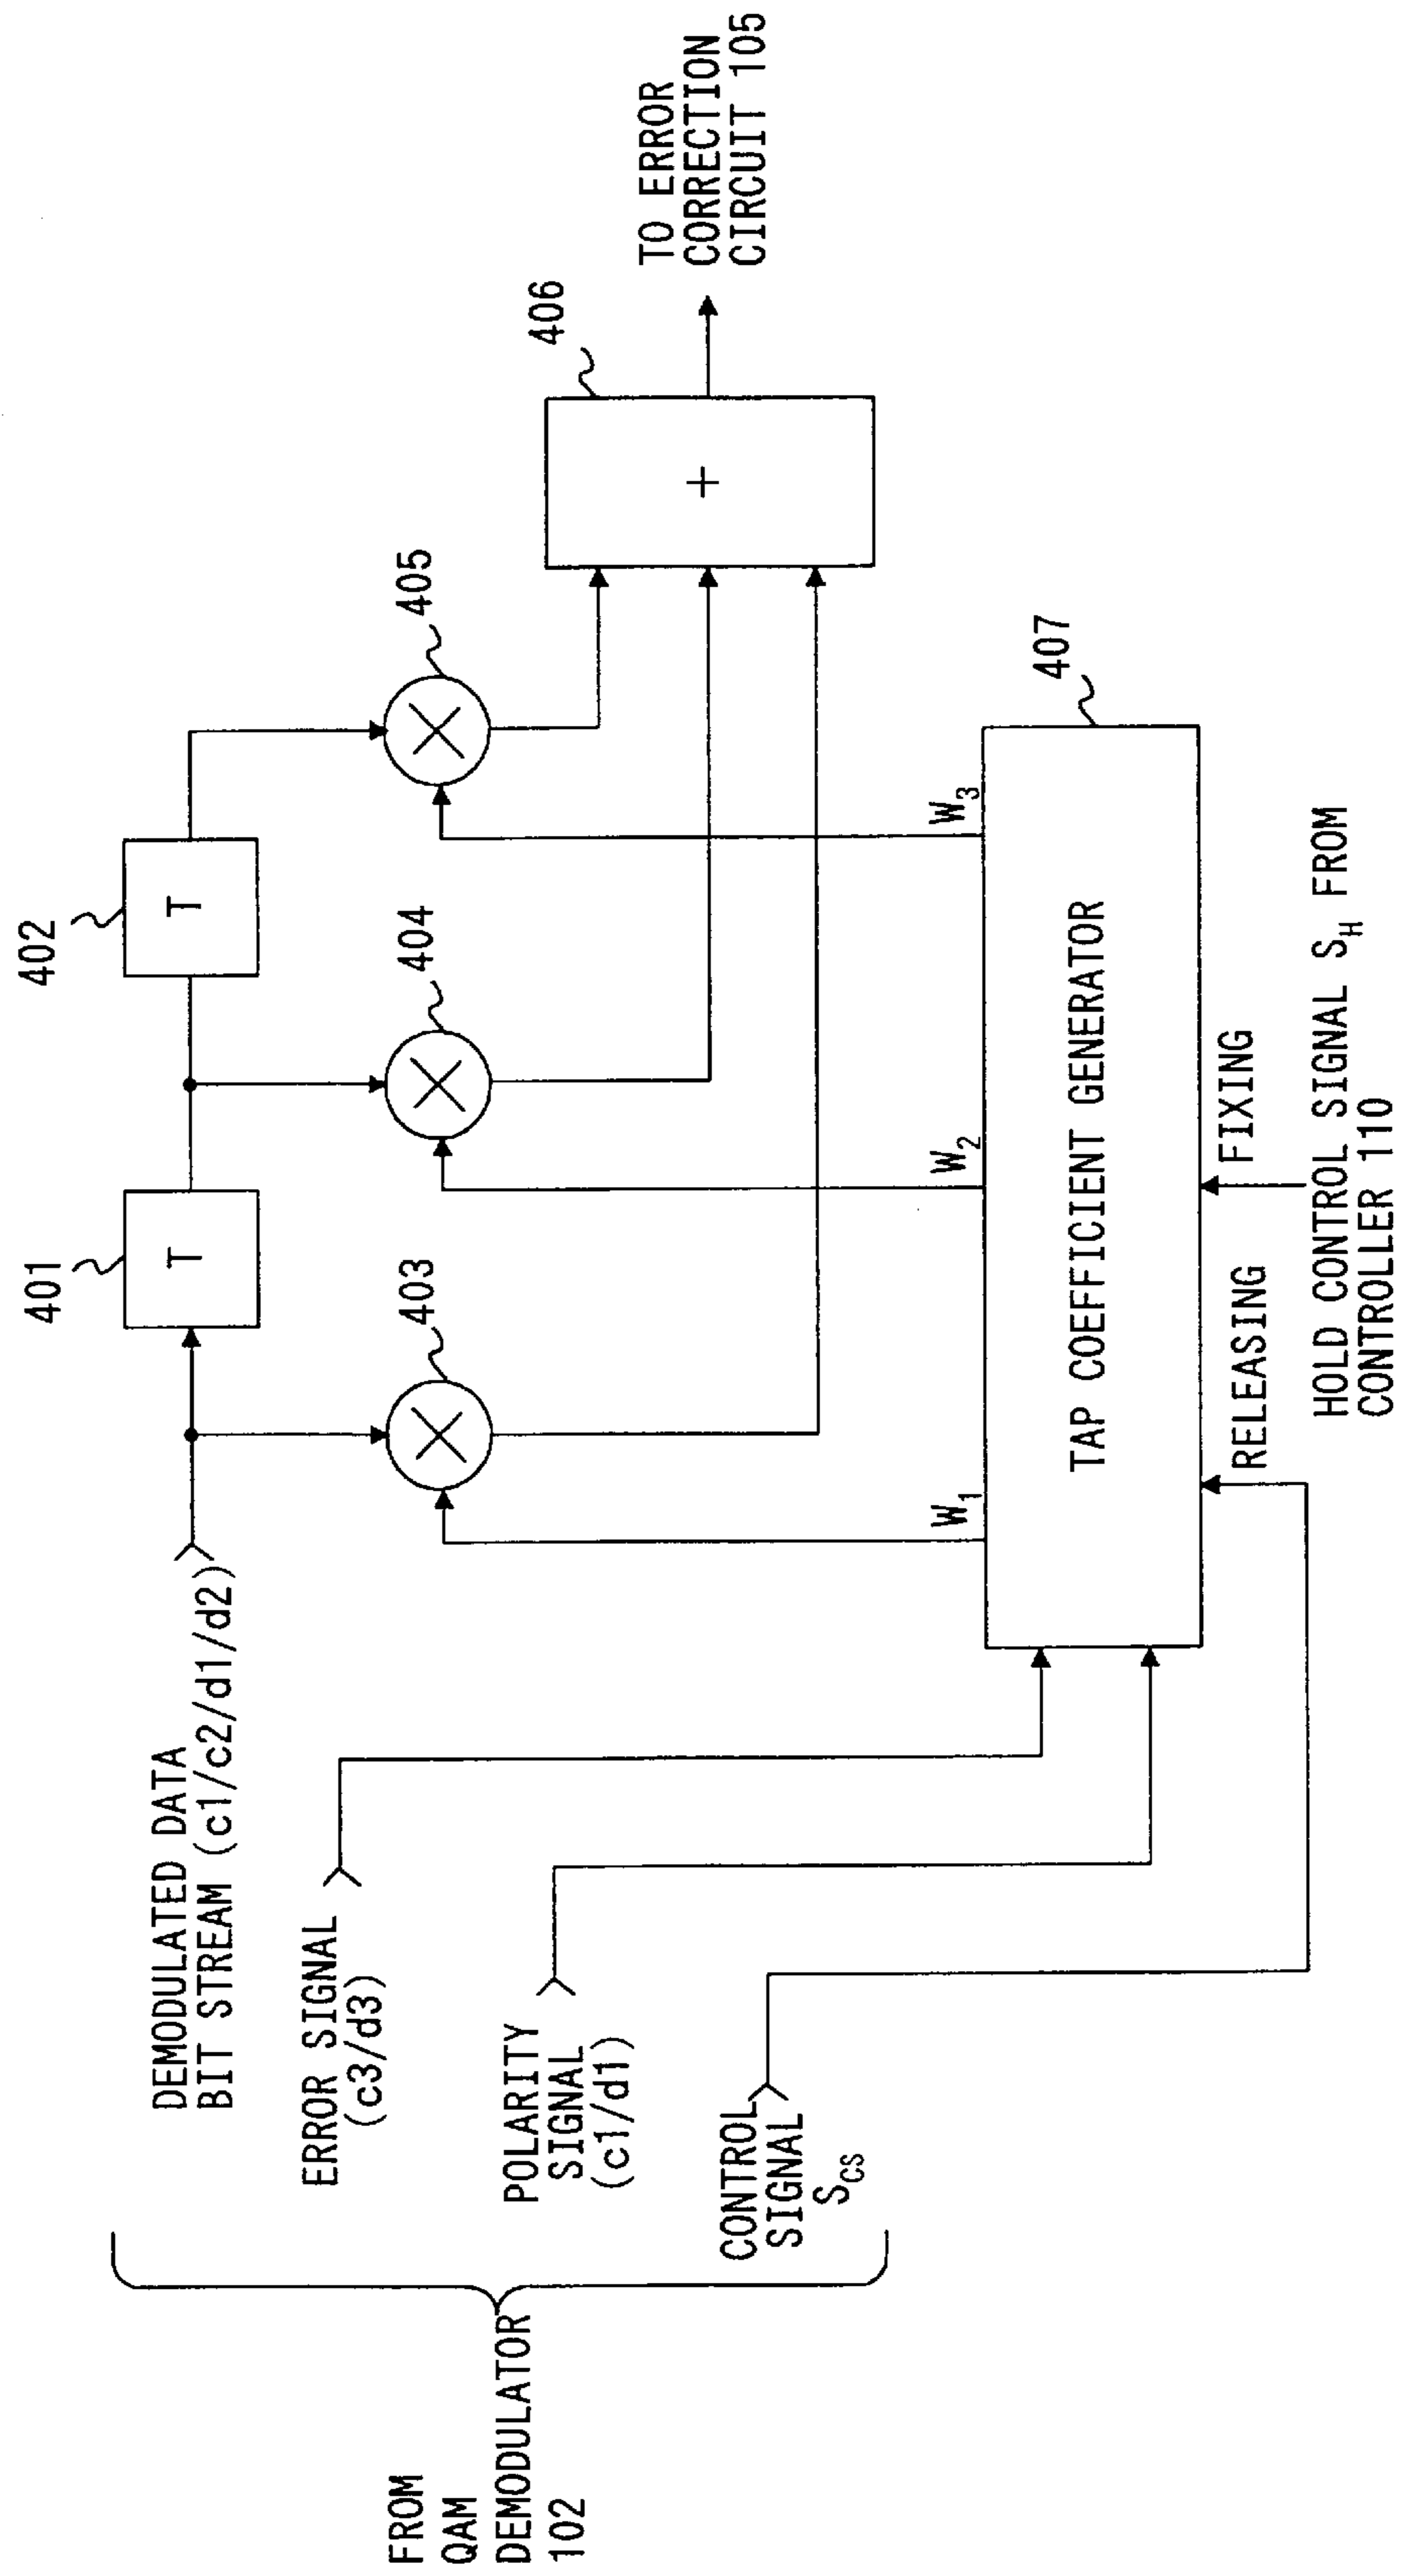 FROM
QAM
DEMODULATOR
102
DEMODULATED DATA
BIT STREAM (c1/c2/d1/d2)
ERROR SIGNAL
(c3/d3)
POLARITY
SIGNAL
(c1/d1)
CONTROL
SIGNAL
SCS
401
T
402
T
403
404
405
406
+
TO ERROR
CORRECTION
CIRCUIT 105
W1
W2
W3
407
TAP COEFFICIENT GENERATOR
RELEASING
FIXING
HOLD CONTROL SIGNAL SH FROM
CONTROLLER 110